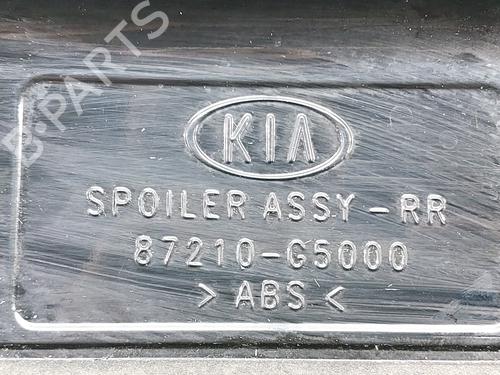 B-PARTS
KIA
SPOILER ASSY-RR
87210-G5000
>ABS<